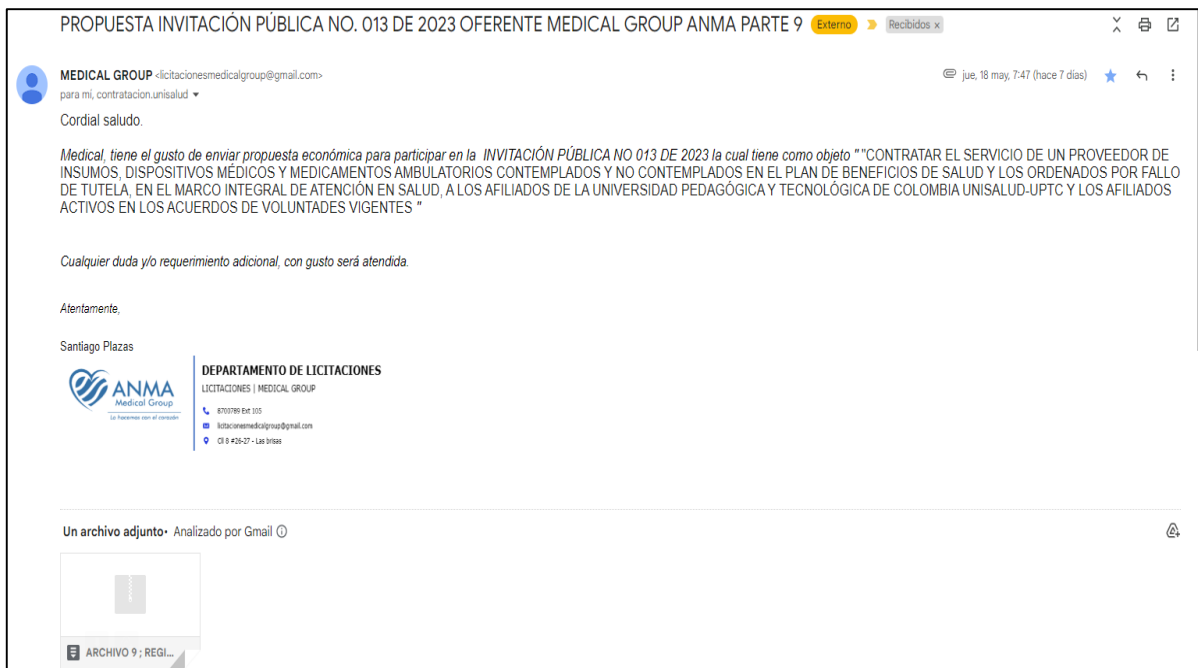 PROPUESTA INVITACIÓN PÚBLICA NO. 013 DE 2023 OFERENTE MEDICAL GROUP ANMA PARTE 9 Externo Recibidos x
MEDICAL GROUP <licitacionesmedicalgroup@gmail.com> jue, 18 may, 7:47 (hace 7 días)
para mí, contratacion.unisalud
Cordial saludo.
Medical, tiene el gusto de enviar propuesta económica para participar en la INVITACIÓN PÚBLICA NO 013 DE 2023 la cual tiene como objeto " "CONTRATAR EL SERVICIO DE UN PROVEEDOR DE
INSUMOS, DISPOSITIVOS MÉDICOS Y MEDICAMENTOS AMBULATORIOS CONTEMPLADOS Y NO CONTEMPLADOS EN EL PLAN DE BENEFICIOS DE SALUD Y LOS ORDENADOS POR FALLO
DE TUTELA, EN EL MARCO INTEGRAL DE ATENCIÓN EN SALUD, A LOS AFILIADOS DE LA UNIVERSIDAD PEDAGÓGICA Y TECNOLÓGICA DE COLOMBIA UNISALUD-UPTC Y LOS AFILIADOS
ACTIVOS EN LOS ACUERDOS DE VOLUNTADES VIGENTES "
Cualquier duda y/o requerimiento adicional, con gusto será atendida.
Atentamente,
Santiago Plazas
ANMA
Medical Group
Lo hacemos con el corazón
DEPARTAMENTO DE LICITACIONES
LICITACIONES | MEDICAL GROUP
8700789 Ext 105
licitacionesmedicalgroup@gmail.com
Cll 8 #26-27 - Las brisas
Un archivo adjunto • Analizado por Gmail
ARCHIVO 9 ; REGI...